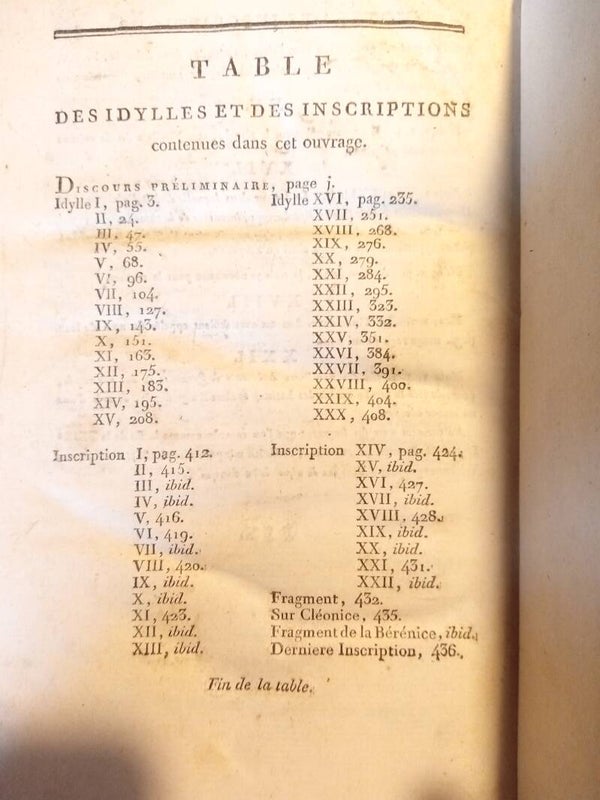 TABLE
DES IDYLLES ET DES INSCRIPTIONS
contenues dans cet ouvrage.
DISCOURS PRÉLIMINAIRE, page j.
Idylle I, pag. 3.
II, 24.
III, 47.
IV, 55.
V, 68.
VI, 96.
VII, 104.
VIII, 127.
IX, 143.
X, 151.
XI, 163.
XII, 175.
XIII, 183.
XIV, 195.
XV, 208.
Idylle XVI, pag. 235.
XVII, 251.
XVIII, 268.
XIX, 276.
XX, 279.
XXI, 284.
XXII, 295.
XXIII, 323.
XXIV, 332.
XXV, 351.
XXVI, 384.
XXVII, 391.
XXVIII, 400.
XXIX, 404.
XXX, 408.
Inscription I, pag. 412.
II, 415.
III, ibid.
IV, ibid.
V, 416.
VI, 419.
VII, ibid.
VIII, 420.
IX, ibid.
X, ibid.
XI, 423.
XII, ibid.
XIII, ibid.
Inscription XIV, pag. 424.
XV, ibid.
XVI, 427.
XVII, ibid.
XVIII, 428.
XIX, ibid.
XX, ibid.
XXI, 431.
XXII, ibid.
Fragment, 432.
Sur Cléonice, 435.
Fragment de la Bérénice, ibid.
Derniere Inscription, 436.
Fin de la table.